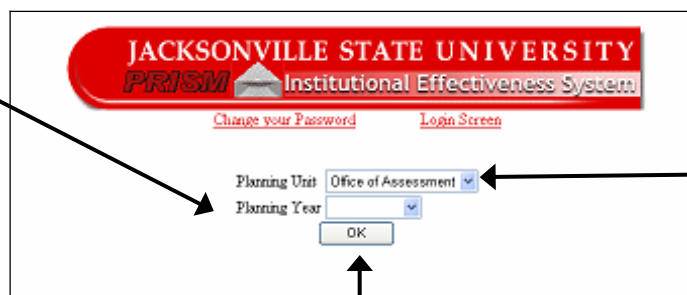 JACKSONVILLE STATE UNIVERSITY
PRISM Institutional Effectiveness System
Change your Password Login Screen
Planning Unit Office of Assessment
Planning Year
OK